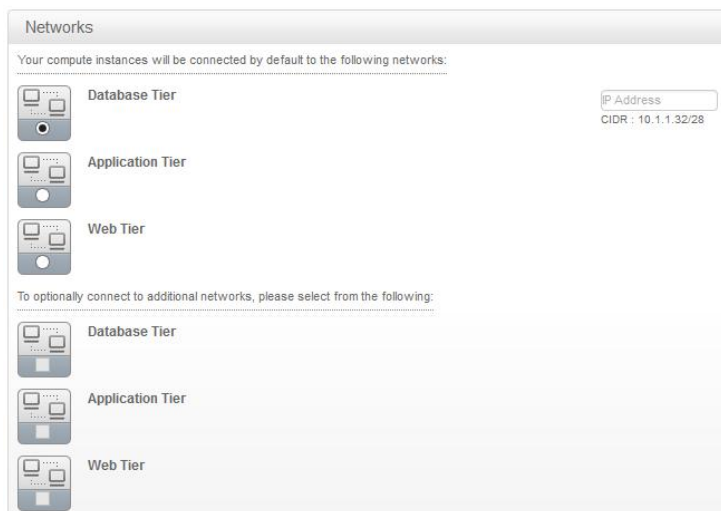 Networks
Your compute instances will be connected by default to the following networks:
Database Tier
IP Address
CIDR : 10.1.1.32/28
Application Tier
Web Tier
To optionally connect to additional networks, please select from the following:
Database Tier
Application Tier
Web Tier